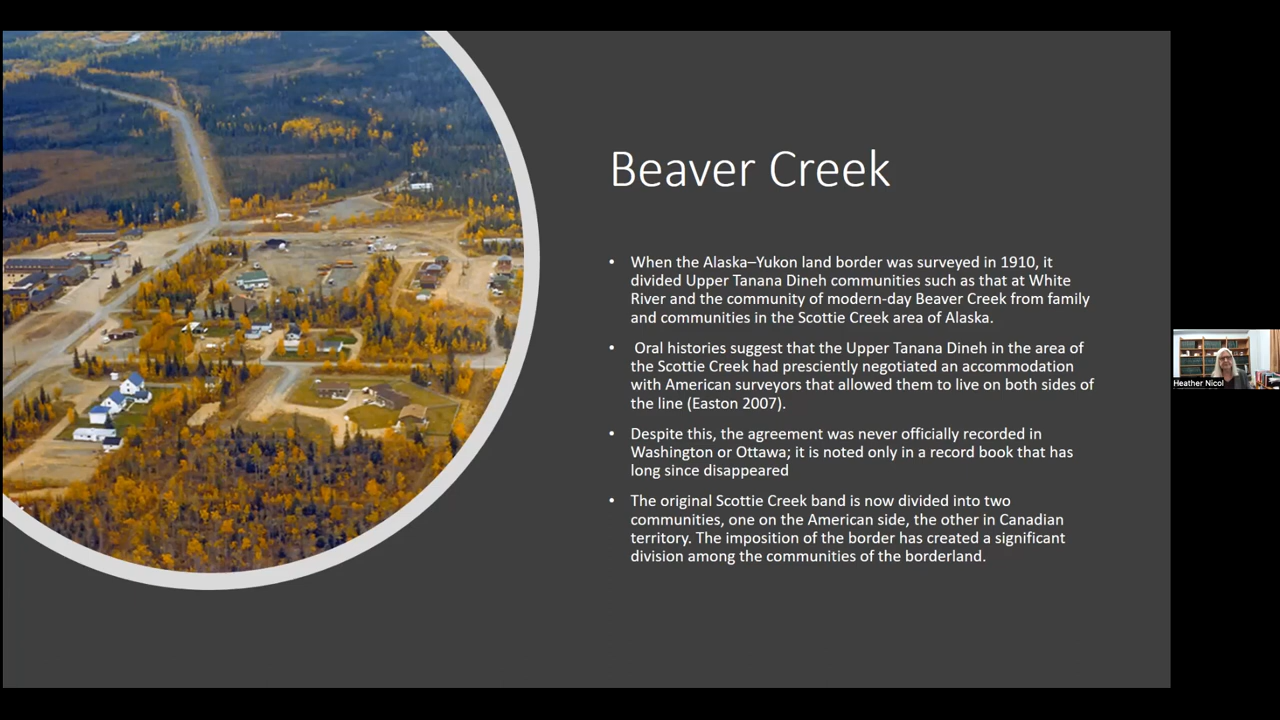 Beaver Creek
• When the Alaska–Yukon land border was surveyed in 1910, it
divided Upper Tanana Dineh communities such as that at White
River and the community of modern-day Beaver Creek from family
and communities in the Scottie Creek area of Alaska.
• Oral histories suggest that the Upper Tanana Dineh in the area of
the Scottie Creek had presciently negotiated an accommodation
with American surveyors that allowed them to live on both sides of
the line (Easton 2007).
• Despite this, the agreement was never officially recorded in
Washington or Ottawa; it is noted only in a record book that has
long since disappeared
• The original Scottie Creek band is now divided into two
communities, one on the American side, the other in Canadian
territory. The imposition of the border has created a significant
division among the communities of the borderland.
Heather Nicol